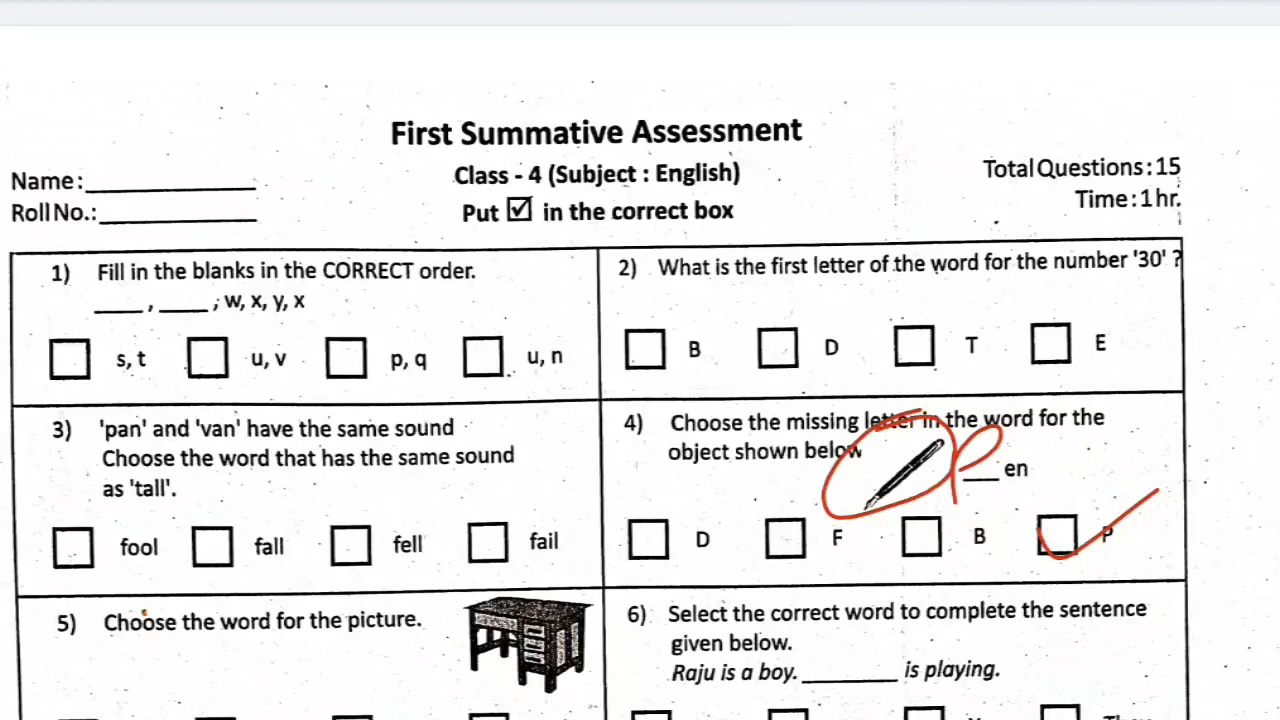 First Summative Assessment
Name:
Class - 4 (Subject : English)
Total Questions:15
Roll No.:
Put ☑ in the correct box
Time:1hr.
1) Fill in the blanks in the CORRECT order.
____, ____, w, x, y, x
s, t u, v p, q u, n
2) What is the first letter of the word for the number '30' ?
B D T E
3) 'pan' and 'van' have the same sound
Choose the word that has the same sound
as 'tall'.
fool fall fell fail
4) Choose the missing letter in the word for the
object shown below
P __ en
D F B P
5) Choose the word for the picture.
6) Select the correct word to complete the sentence
given below.
Raju is a boy. ________ is playing.